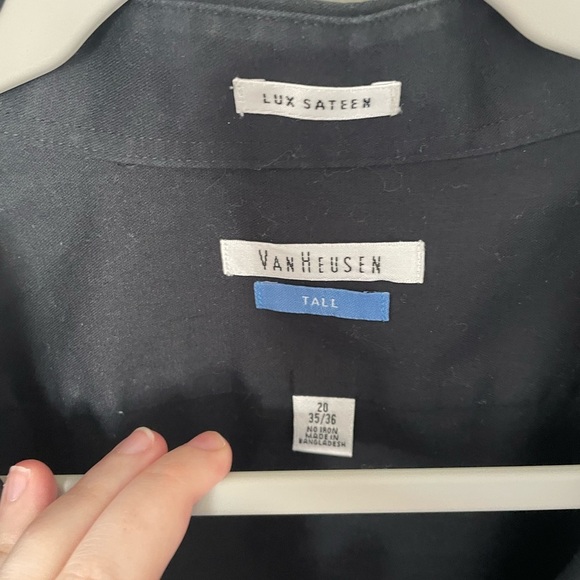 LUX SATEEN
VANHEUSEN
TALL
20
35/36
NO IRON
MADE IN
BANGLADESH